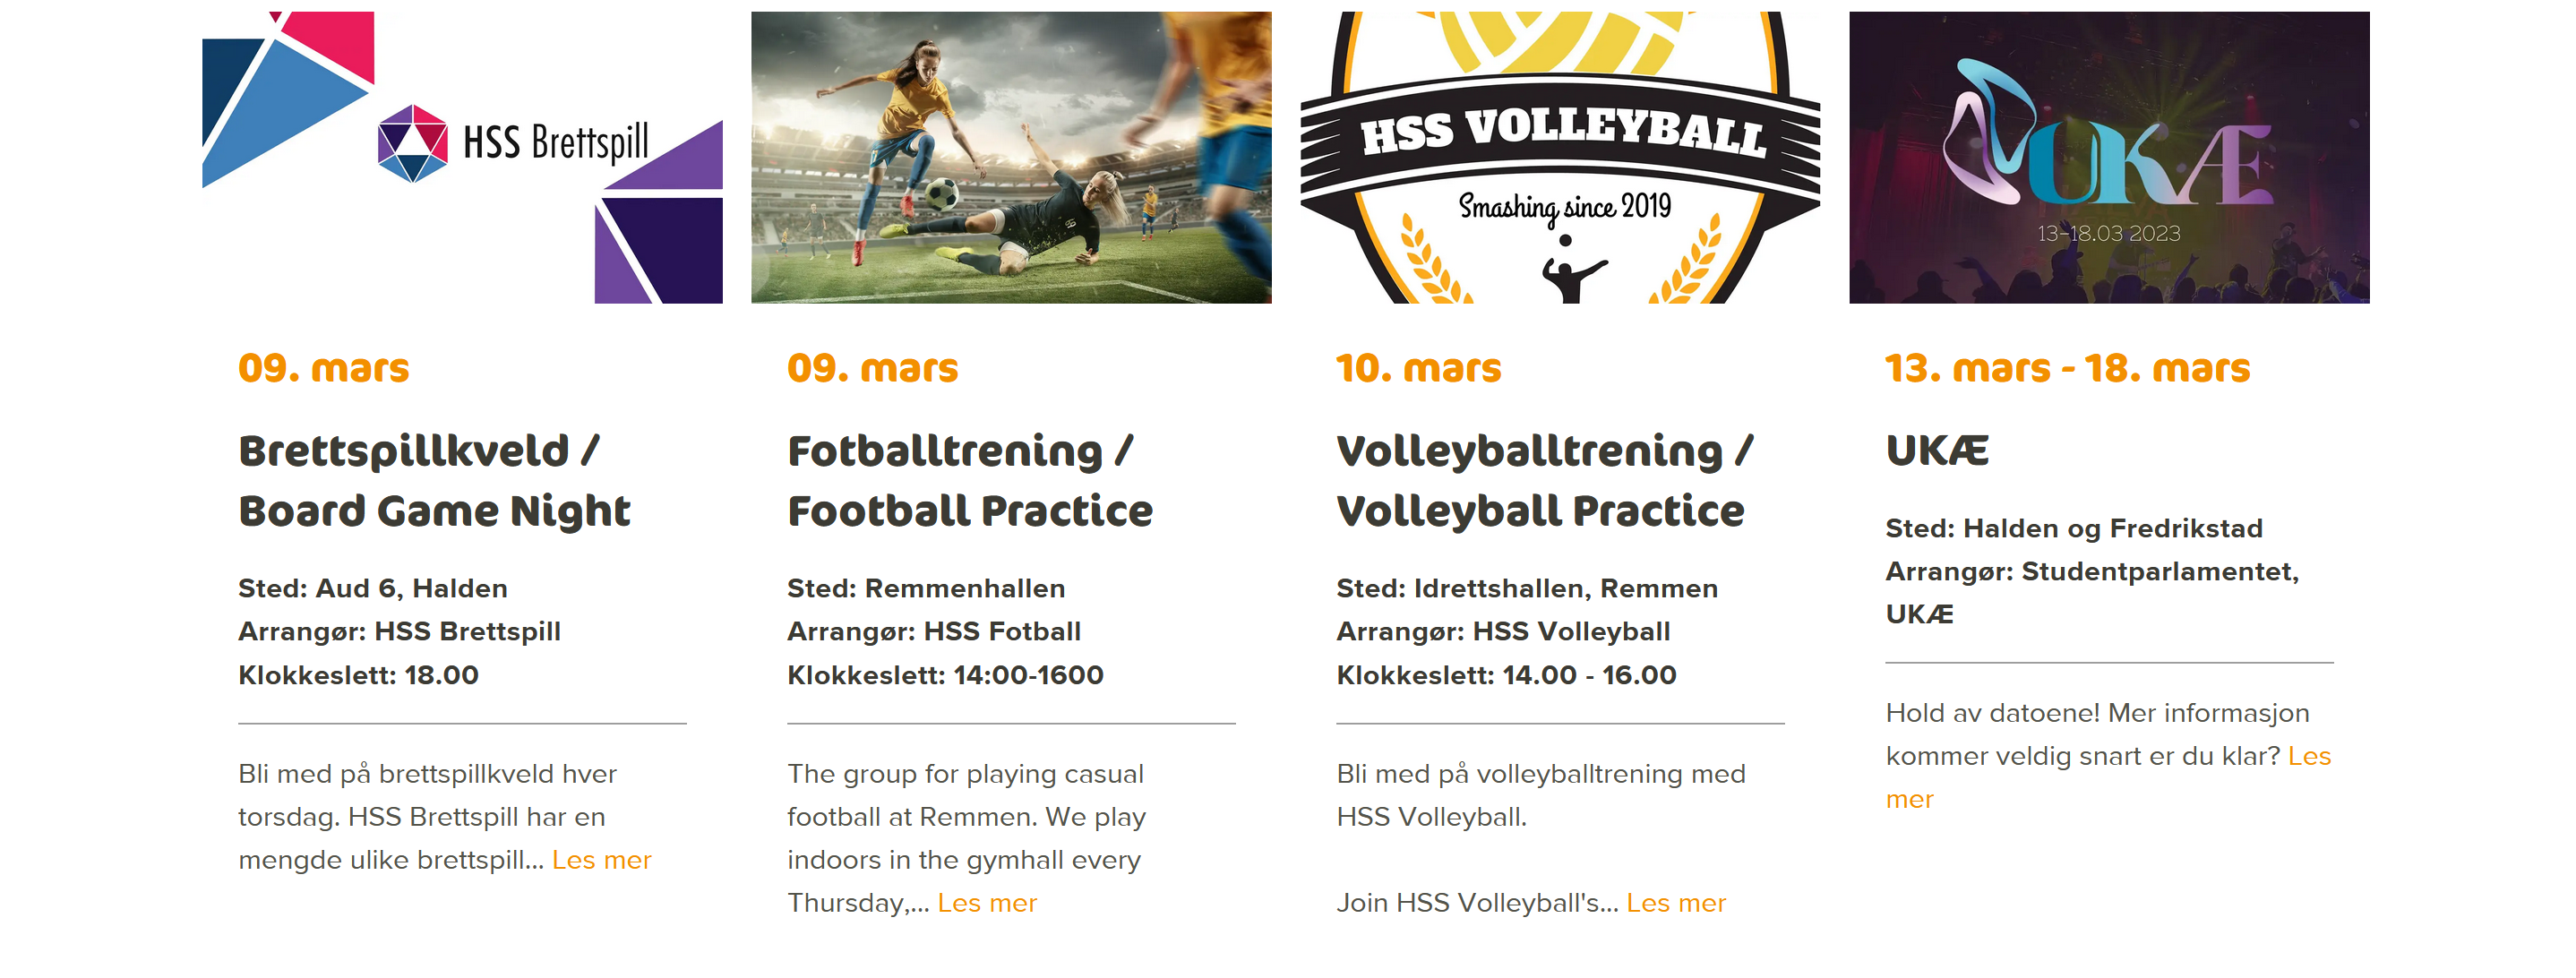 HSS Brettspill
09. mars
Brettspillkveld /
Board Game Night
Sted: Aud 6, Halden
Arrangør: HSS Brettspill
Klokkeslett: 18.00
Bli med på brettspillkveld hver
torsdag. HSS Brettspill har en
mengde ulike brettspill... Les mer
09. mars
Fotballtrening /
Football Practice
Sted: Remmenhallen
Arrangør: HSS Fotball
Klokkeslett: 14:00-1600
The group for playing casual
football at Remmen. We play
indoors in the gymhall every
Thursday,... Les mer
HSS VOLLEYBALL
Smashing since 2019
10. mars
Volleyballtrening /
Volleyball Practice
Sted: Idrettshallen, Remmen
Arrangør: HSS Volleyball
Klokkeslett: 14.00 - 16.00
Bli med på volleyballtrening med
HSS Volleyball.
Join HSS Volleyball's... Les mer
UKÆ
13-18.03 2023
13. mars - 18. mars
UKÆ
Sted: Halden og Fredrikstad
Arrangør: Studentparlamentet,
UKÆ
Hold av datoene! Mer informasjon
kommer veldig snart er du klar? Les
mer